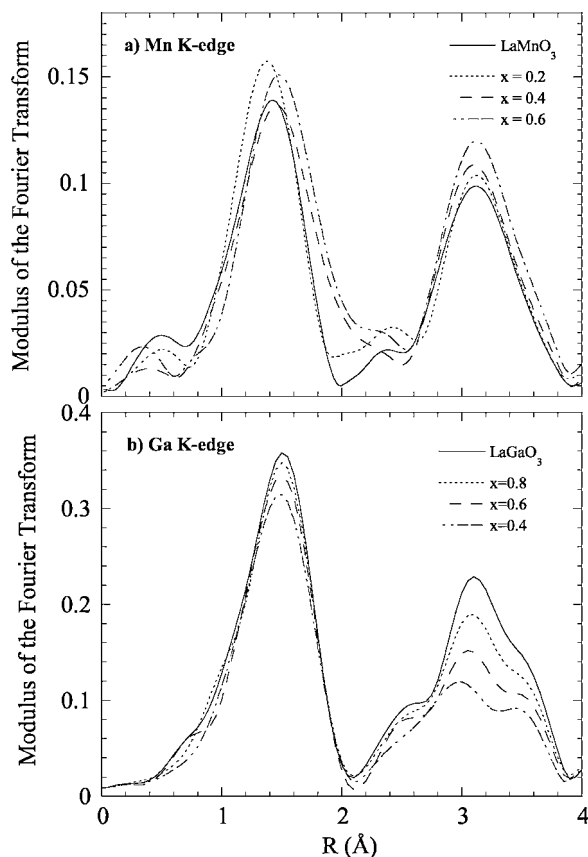 a) Mn K-edge
LaMnO₃
x = 0.2
x = 0.4
x = 0.6
0.15
0.1
0.05
0
Modulus of the Fourier Transform
b) Ga K-edge
LaGaO₃
x=0.8
x=0.6
x=0.4
0.4
0.3
0.2
0.1
0
Modulus of the Fourier Transform
0 1 2 3 4
R (Å)